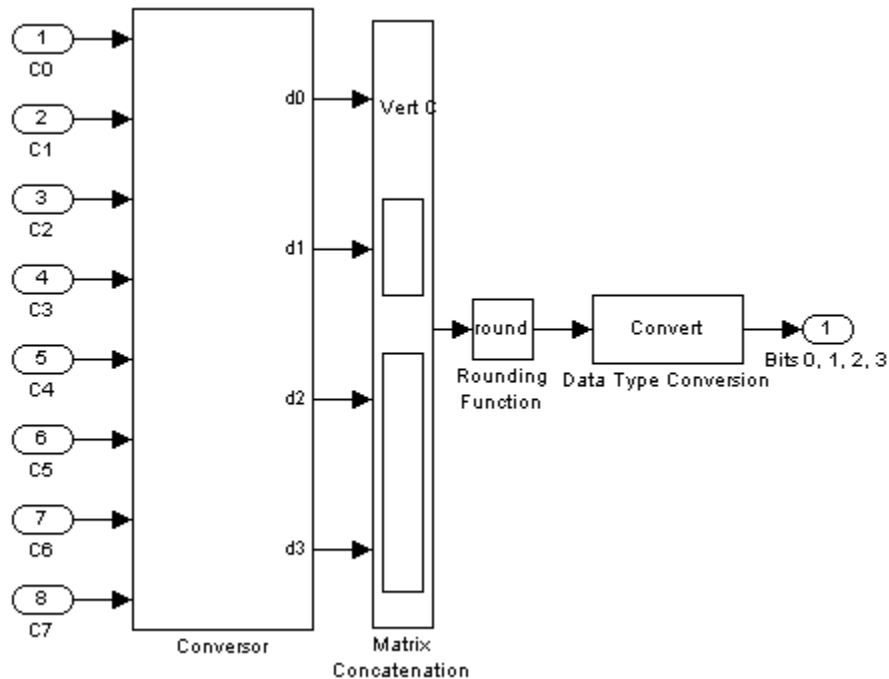 1
C0
2
C1
3
C2
4
C3
5
C4
6
C5
7
C6
8
C7
d0
d1
d2
d3
Conversor
Vert C
Matrix
Concatenation
round
Rounding
Function
Convert
Data Type Conversion
1
Bits 0, 1, 2, 3